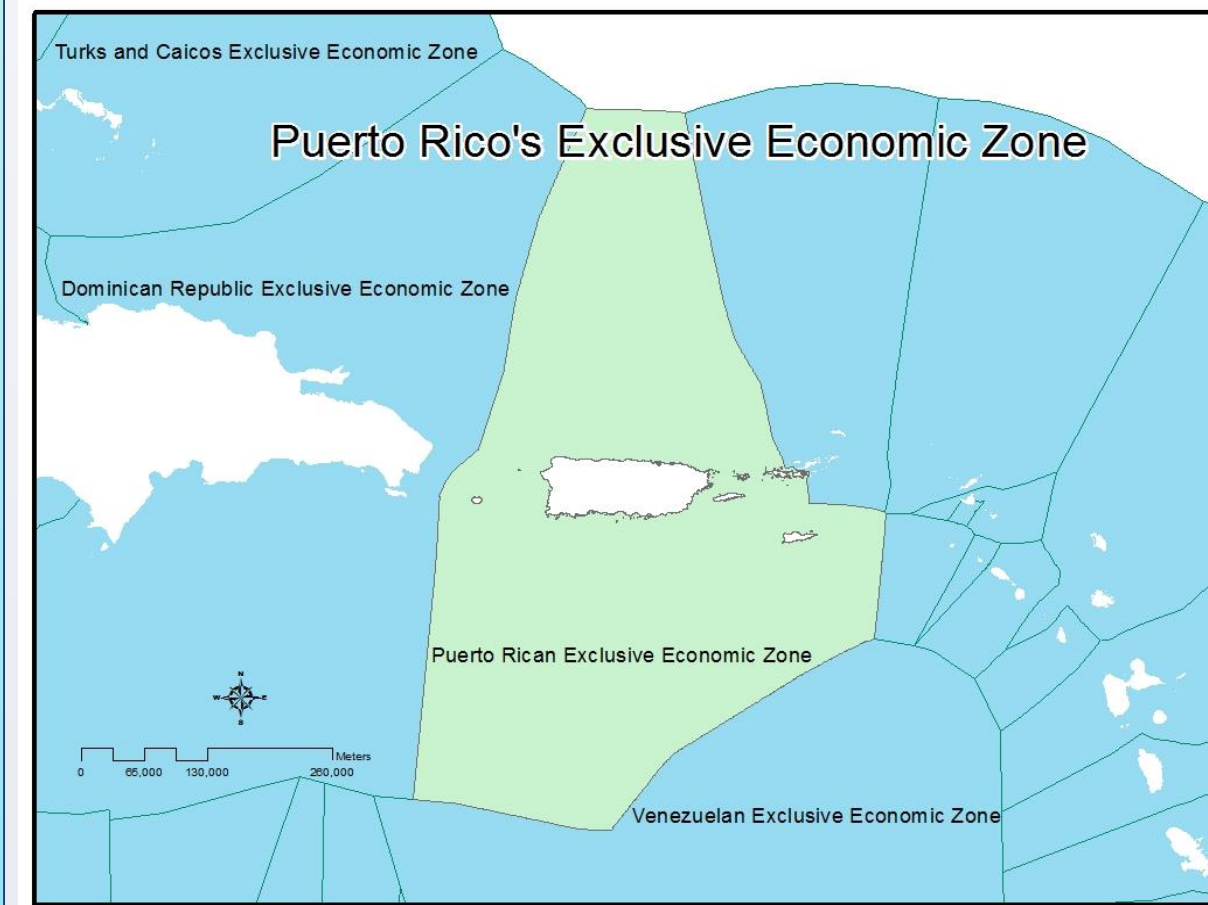 Turks and Caicos Exclusive Economic Zone
Puerto Rico's Exclusive Economic Zone
Dominican Republic Exclusive Economic Zone
Puerto Rican Exclusive Economic Zone
N
W E
S
Meters
0 65,000 130,000 260,000
Venezuelan Exclusive Economic Zone